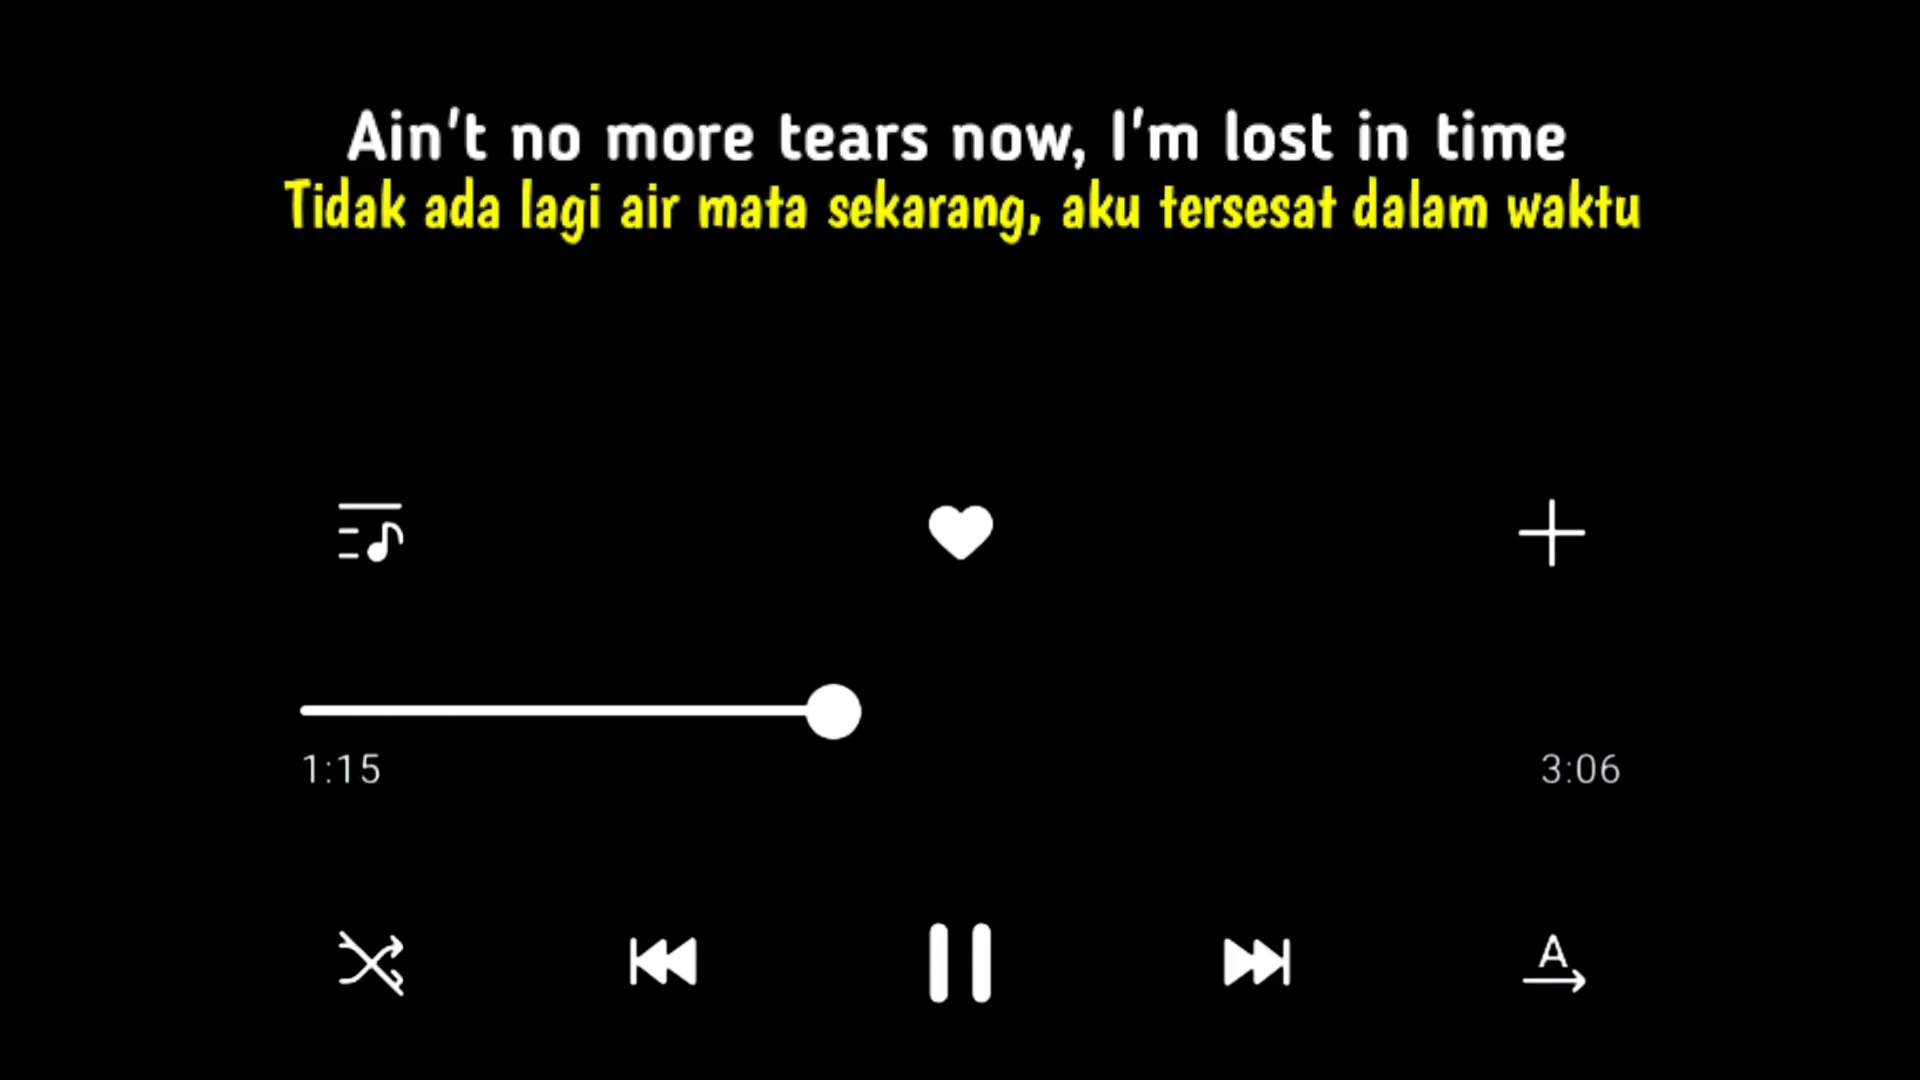 Ain't no more tears now, I'm lost in time
Tidak ada lagi air mata sekarang, aku tersesat dalam waktu
1:15
3:06
A